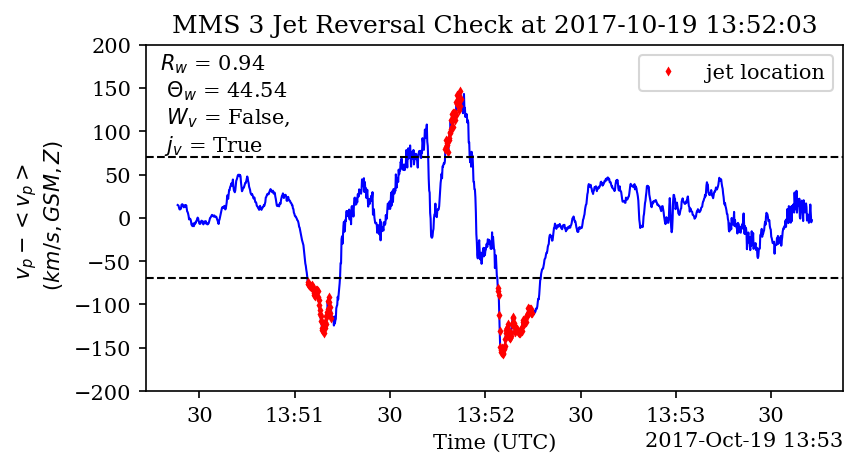 MMS 3 Jet Reversal Check at 2017-10-19 13:52:03
R_w = 0.94
Θ_w = 44.54
W_v = False,
j_v = True
jet location
200
150
100
50
0
−50
−100
−150
−200
v_p − < v_p >
(km/s, GSM, Z)
30 13:51 30 13:52 30 13:53 30
Time (UTC)
2017-Oct-19 13:53